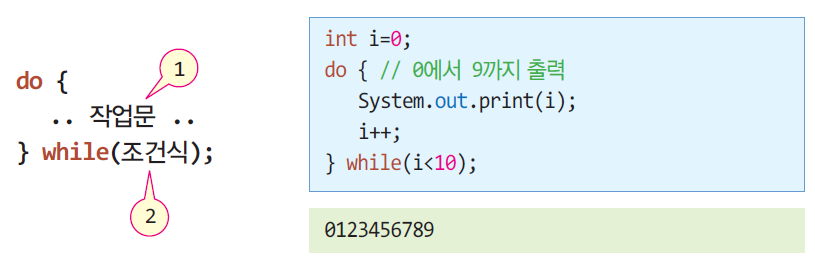 1
do {
.. 작업문 ..
} while(조건식);
2
int i=0;
do { // 0에서 9까지 출력
System.out.print(i);
i++;
} while(i<10);
0123456789